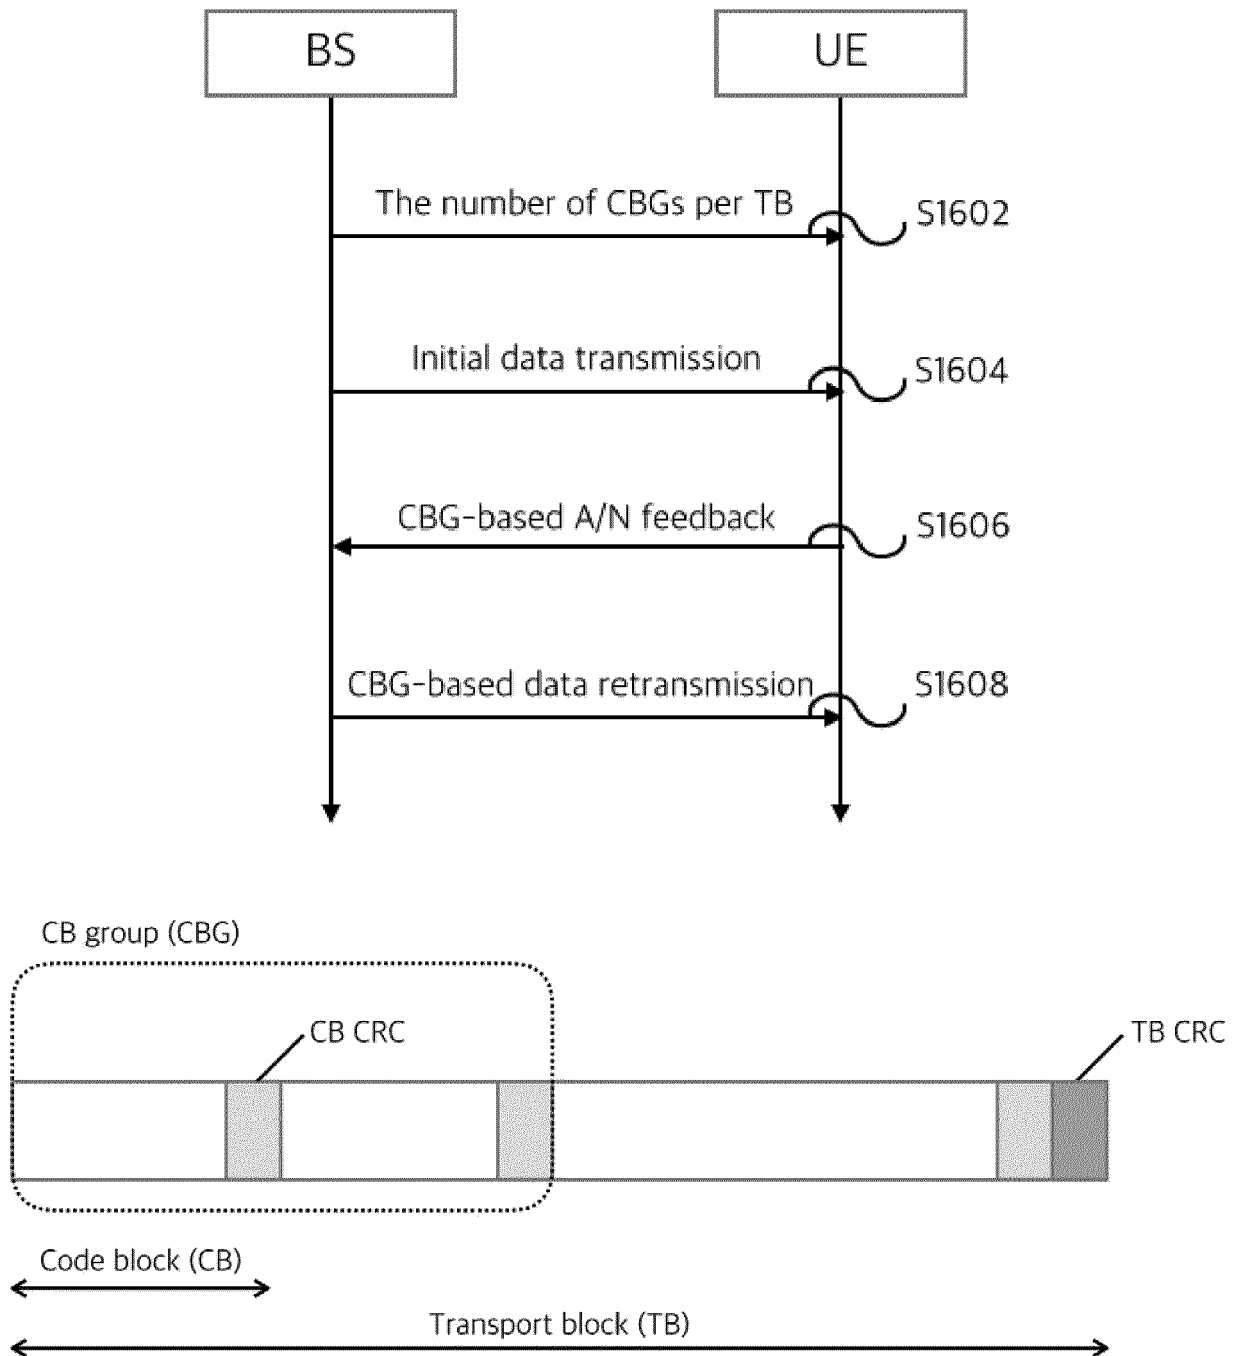 BS
UE
The number of CBGs per TB
S1602
Initial data transmission
S1604
CBG-based A/N feedback
S1606
CBG-based data retransmission
S1608
CB group (CBG)
CB CRC
TB CRC
Code block (CB)
Transport block (TB)